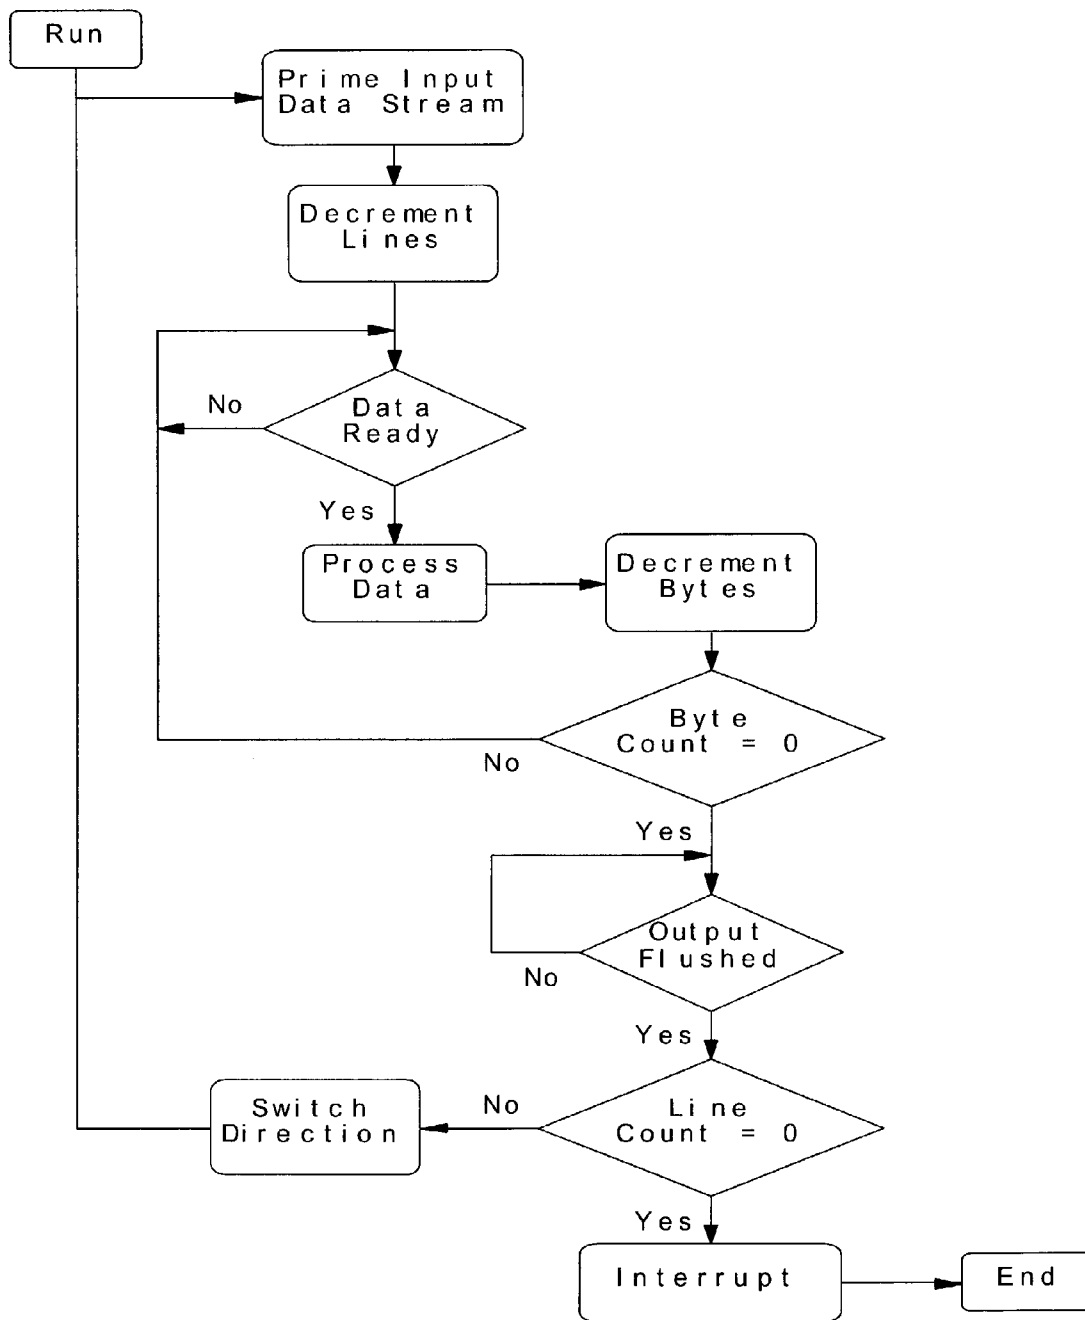 Run
Prime Input
Data Stream
Decrement
Lines
No
Data
Ready
Yes
Process
Data
Decrement
Bytes
Byte
Count = 0
No
Yes
Output
Flushed
No
Yes
Switch
Direction
No
Line
Count = 0
Yes
Interrupt
End